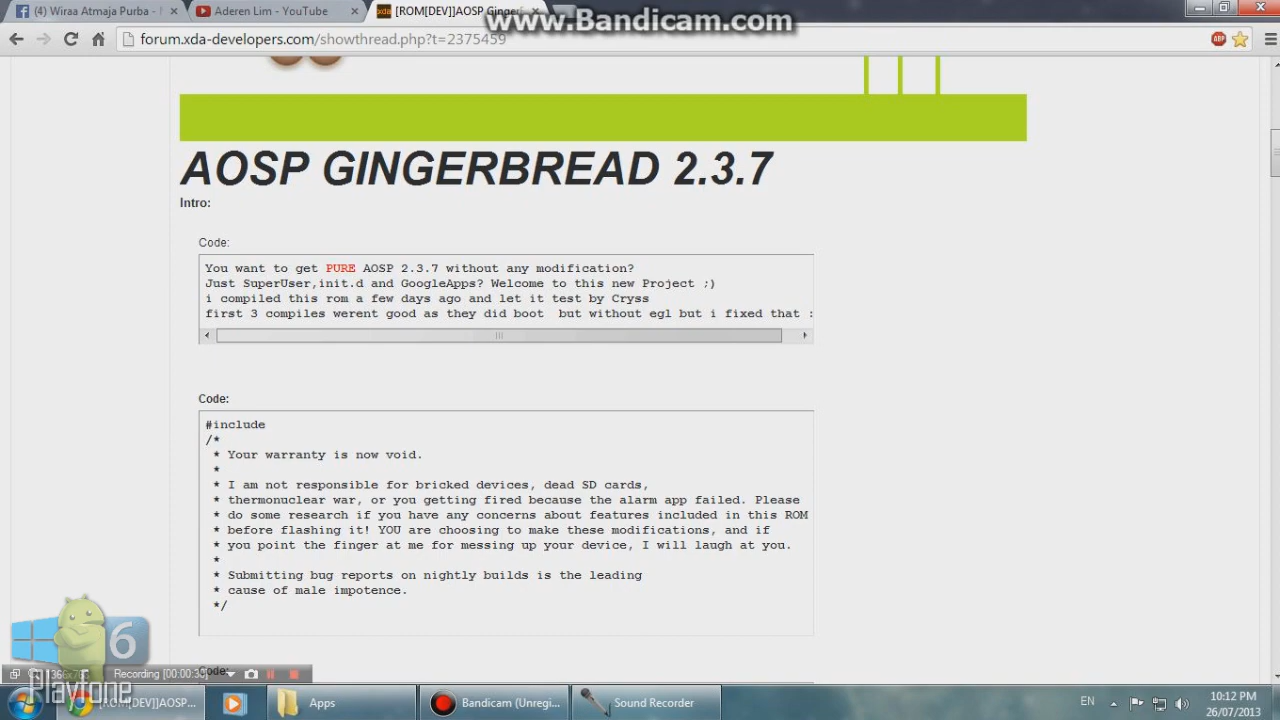 (4) Wiraa Atmaja Purba -
Aderen Lim - YouTube
[ROM[DEV]]AOSP Ginger
www.Bandicam.com
forum.xda-developers.com/showthread.php?t=2375459
ABP
AOSP GINGERBREAD 2.3.7
Intro:
Code:
You want to get PURE AOSP 2.3.7 without any modification?
Just SuperUser,init.d and GoogleApps? Welcome to this new Project ;)
i compiled this rom a few days ago and let it test by Cryss
first 3 compiles werent good as they did boot  but without egl but i fixed that :
Code:
#include
/*
* Your warranty is now void.
*
* I am not responsible for bricked devices, dead SD cards,
* thermonuclear war, or you getting fired because the alarm app failed. Please
* do some research if you have any concerns about features included in this ROM
* before flashing it! YOU are choosing to make these modifications, and if
* you point the finger at me for messing up your device, I will laugh at you.
*
* Submitting bug reports on nightly builds is the leading
* cause of male impotence.
*/
6
Code:
Recording [00:00:35]
Playfone
[ROM[DEV]]AOSP...
Apps
Bandicam (Unregi...
Sound Recorder
EN
10:12 PM
26/07/2013